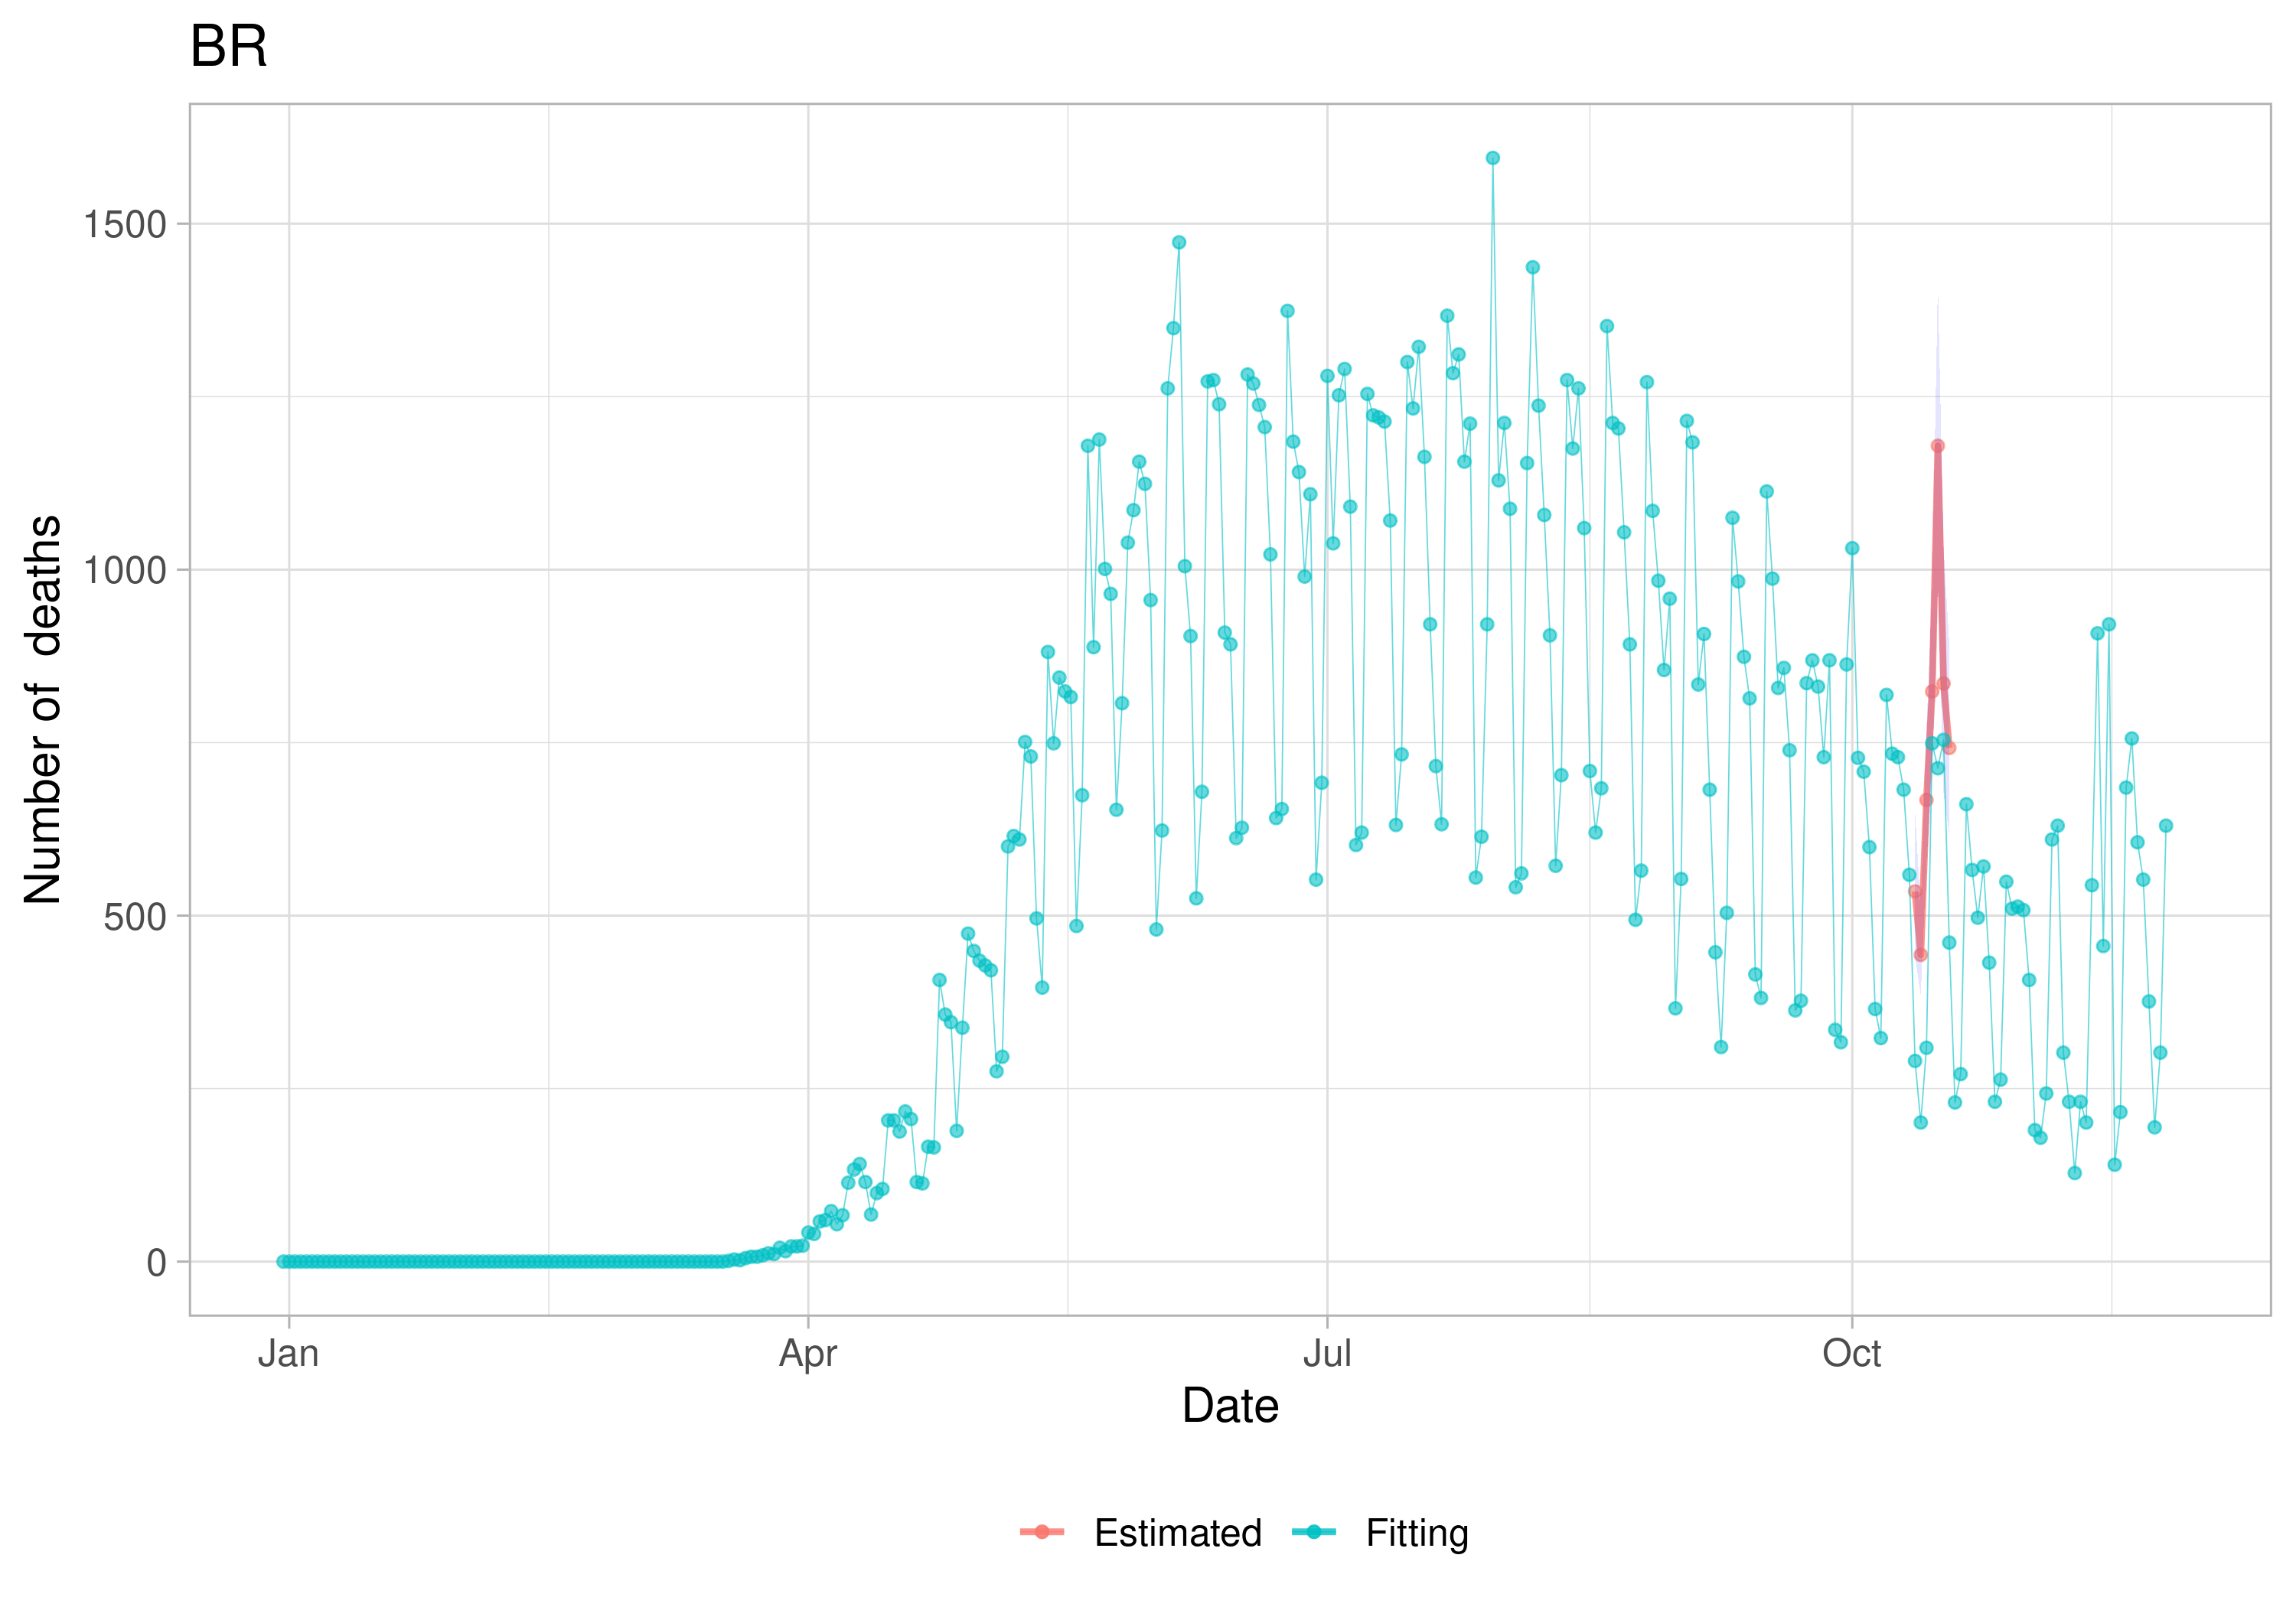 BR
1500
1000
500
0
Number of deaths
Jan Apr Jul Oct
Date
Estimated Fitting